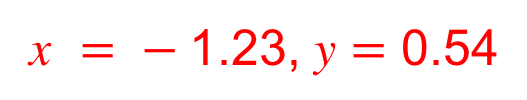 x = − 1.23, y = 0.54